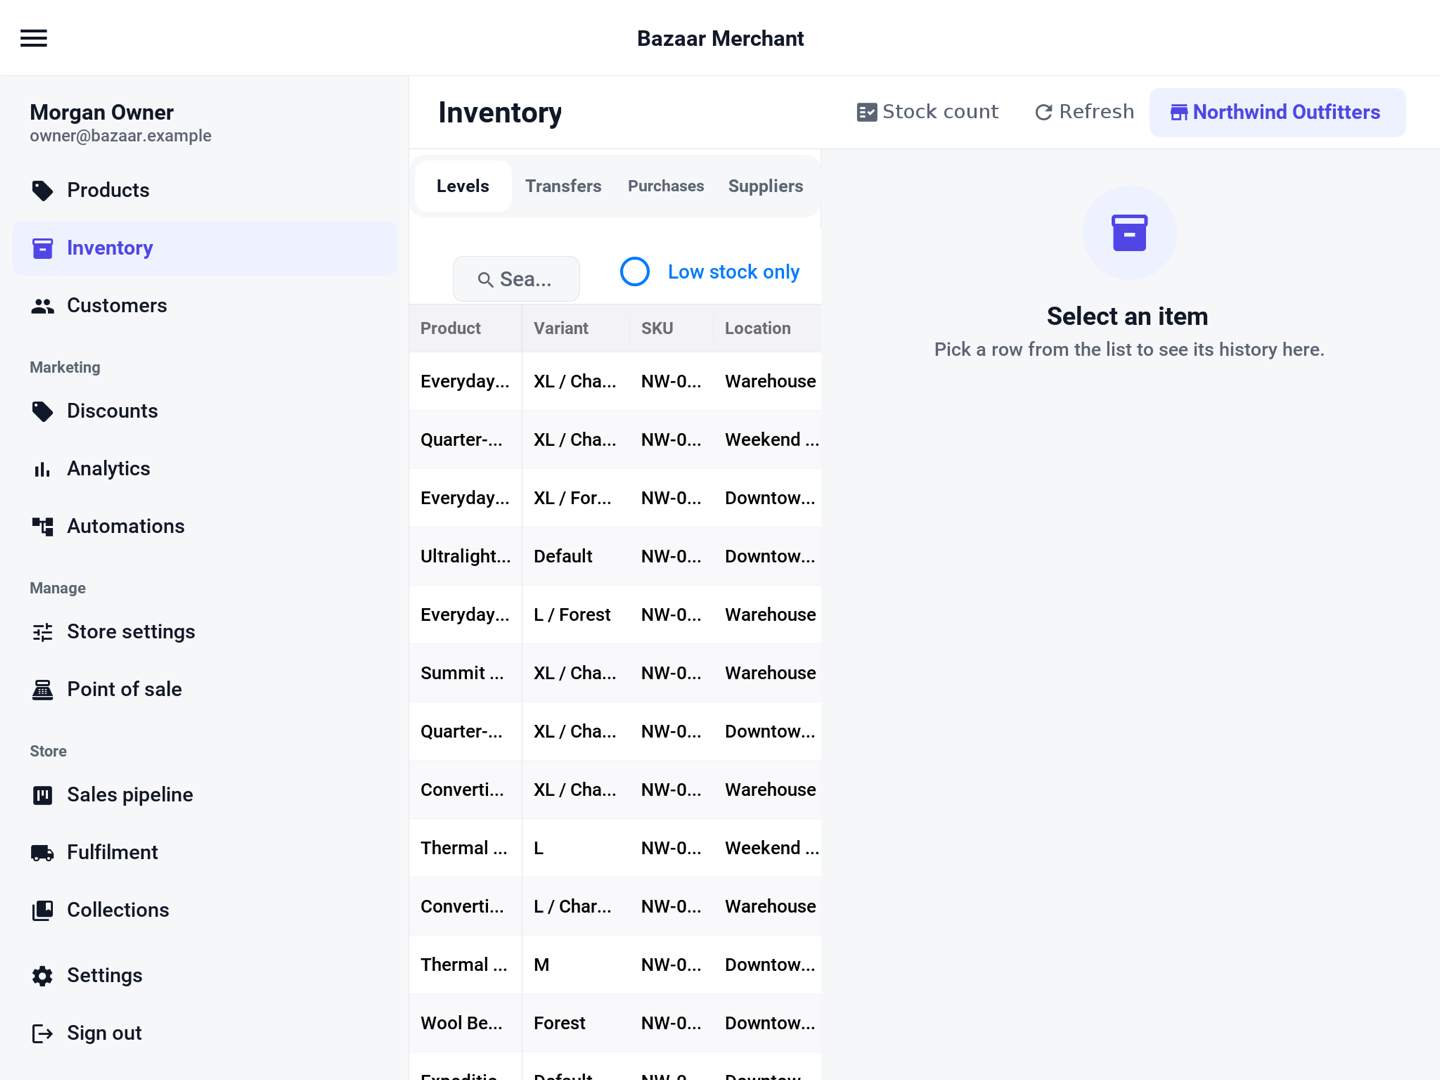 Bazaar Merchant
Morgan Owner
owner@bazaar.example
Products
Inventory
Customers
Marketing
Discounts
Analytics
Automations
Manage
Store settings
Point of sale
Store
Sales pipeline
Fulfilment
Collections
Settings
Sign out
Inventory
Stock count
Refresh
Northwind Outfitters
Levels Transfers Purchases Suppliers
Sea... Low stock only
Product Variant SKU Location
Everyday... XL / Cha... NW-0... Warehouse
Quarter-... XL / Cha... NW-0... Weekend ...
Everyday... XL / For... NW-0... Downtow...
Ultralight... Default NW-0... Downtow...
Everyday... L / Forest NW-0... Warehouse
Summit ... XL / Cha... NW-0... Warehouse
Quarter-... XL / Cha... NW-0... Downtow...
Converti... XL / Cha... NW-0... Warehouse
Thermal ... L NW-0... Weekend ...
Converti... L / Char... NW-0... Warehouse
Thermal ... M NW-0... Downtow...
Wool Be... Forest NW-0... Downtow...
Expeditio... Default NW-0... Downtow...
Select an item
Pick a row from the list to see its history here.